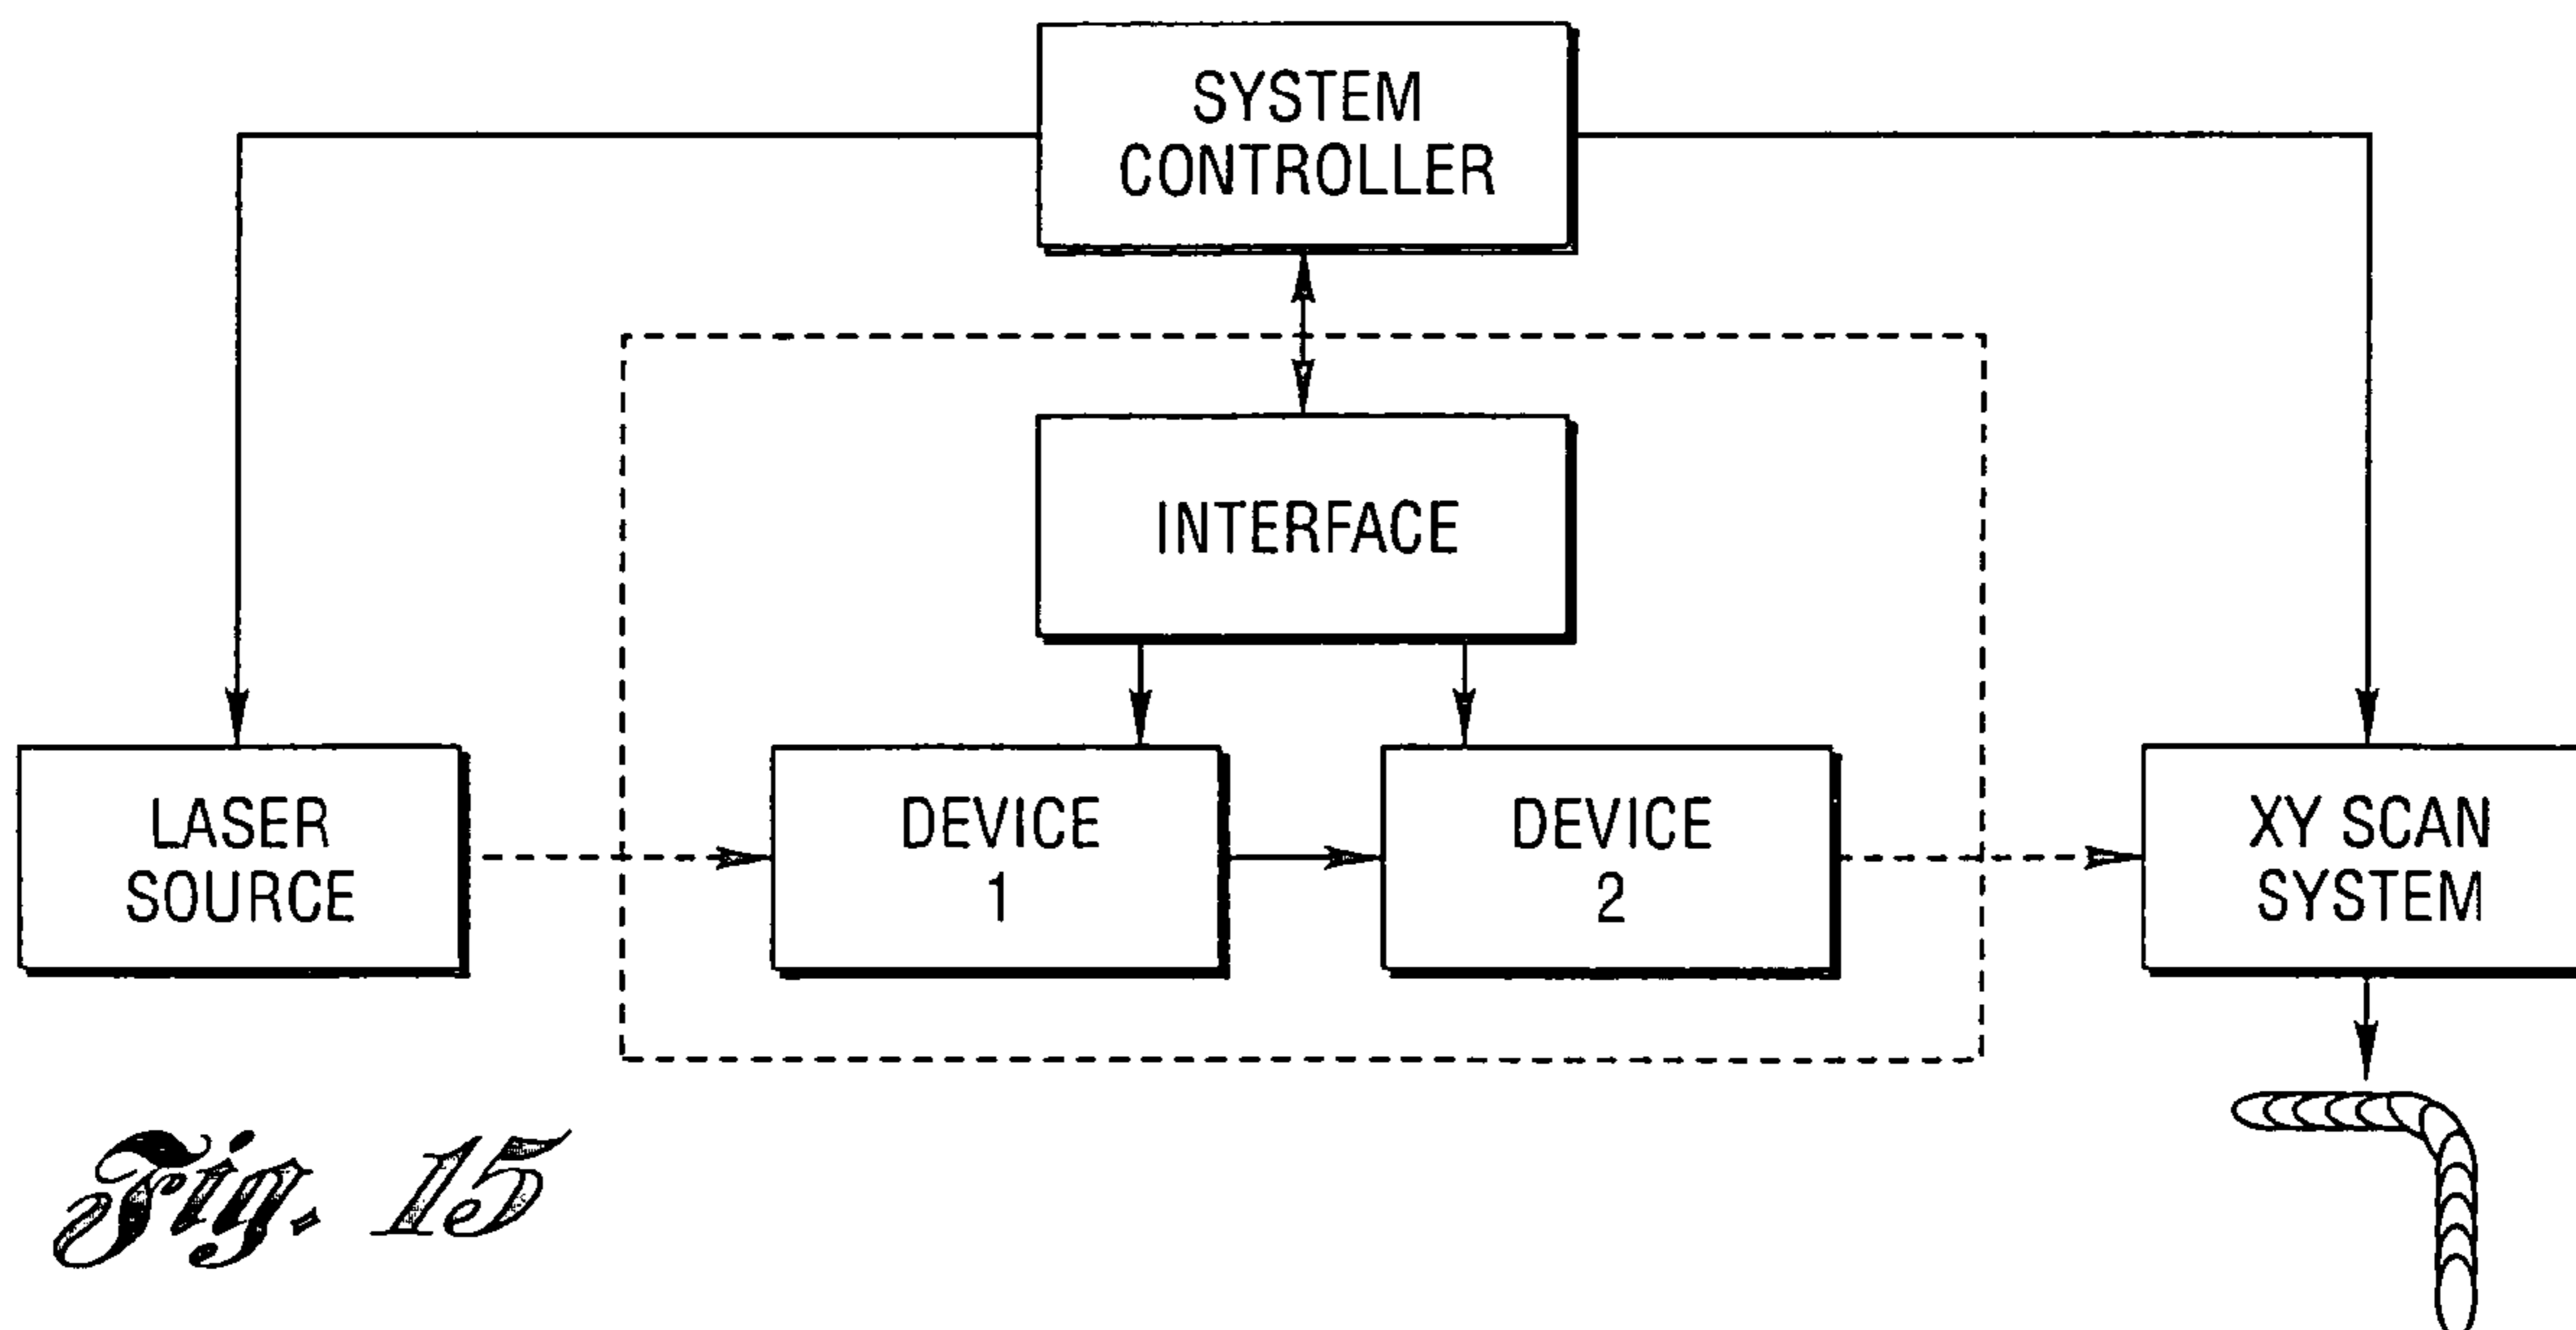 SYSTEM
CONTROLLER
INTERFACE
LASER
SOURCE
DEVICE
1
DEVICE
2
XY SCAN
SYSTEM
Fig. 15